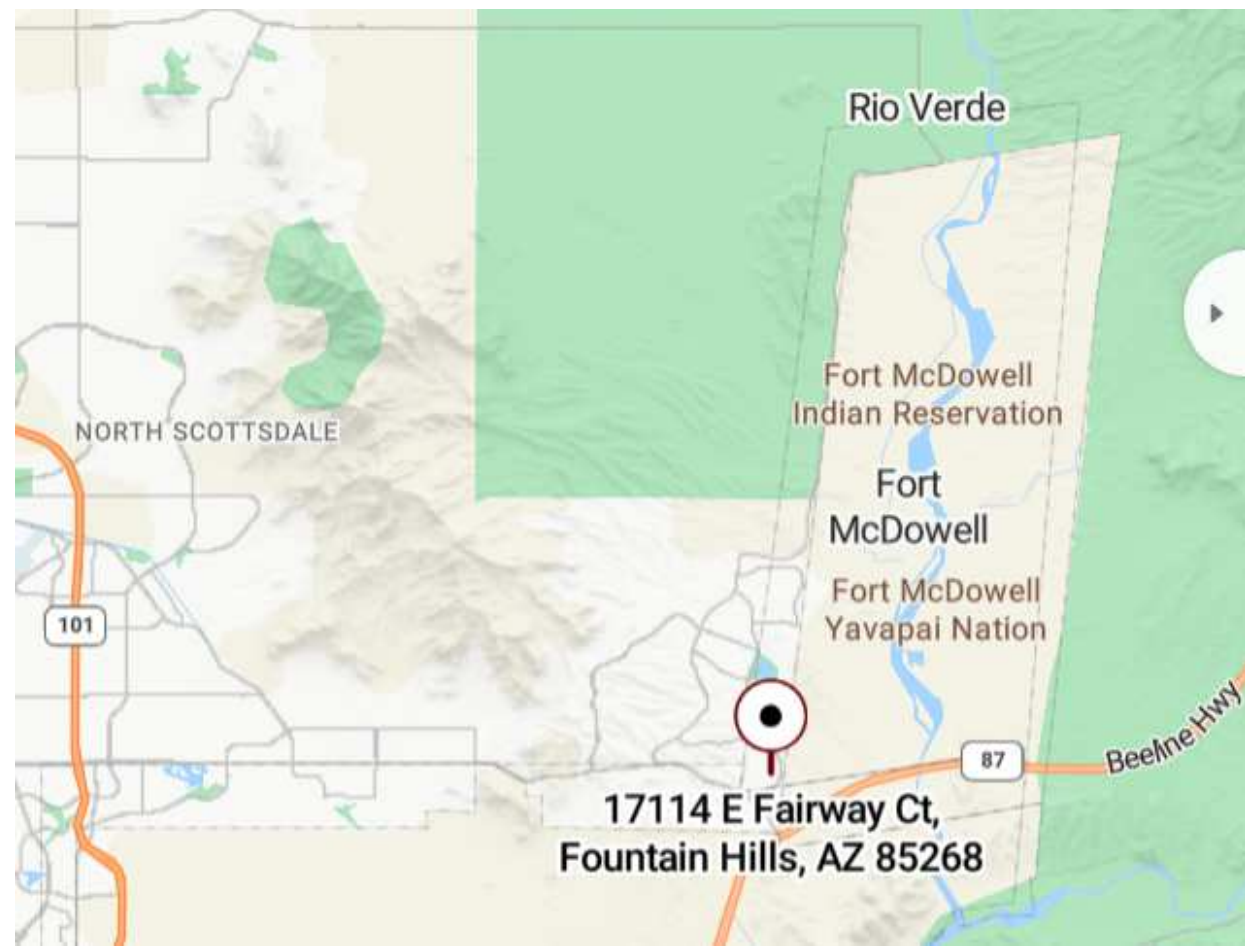 Rio Verde
Fort McDowell
Indian Reservation
NORTH SCOTTSDALE
Fort
McDowell
Fort McDowell
Yavapai Nation
101
87
Beeline Hwy
17114 E Fairway Ct,
Fountain Hills, AZ 85268